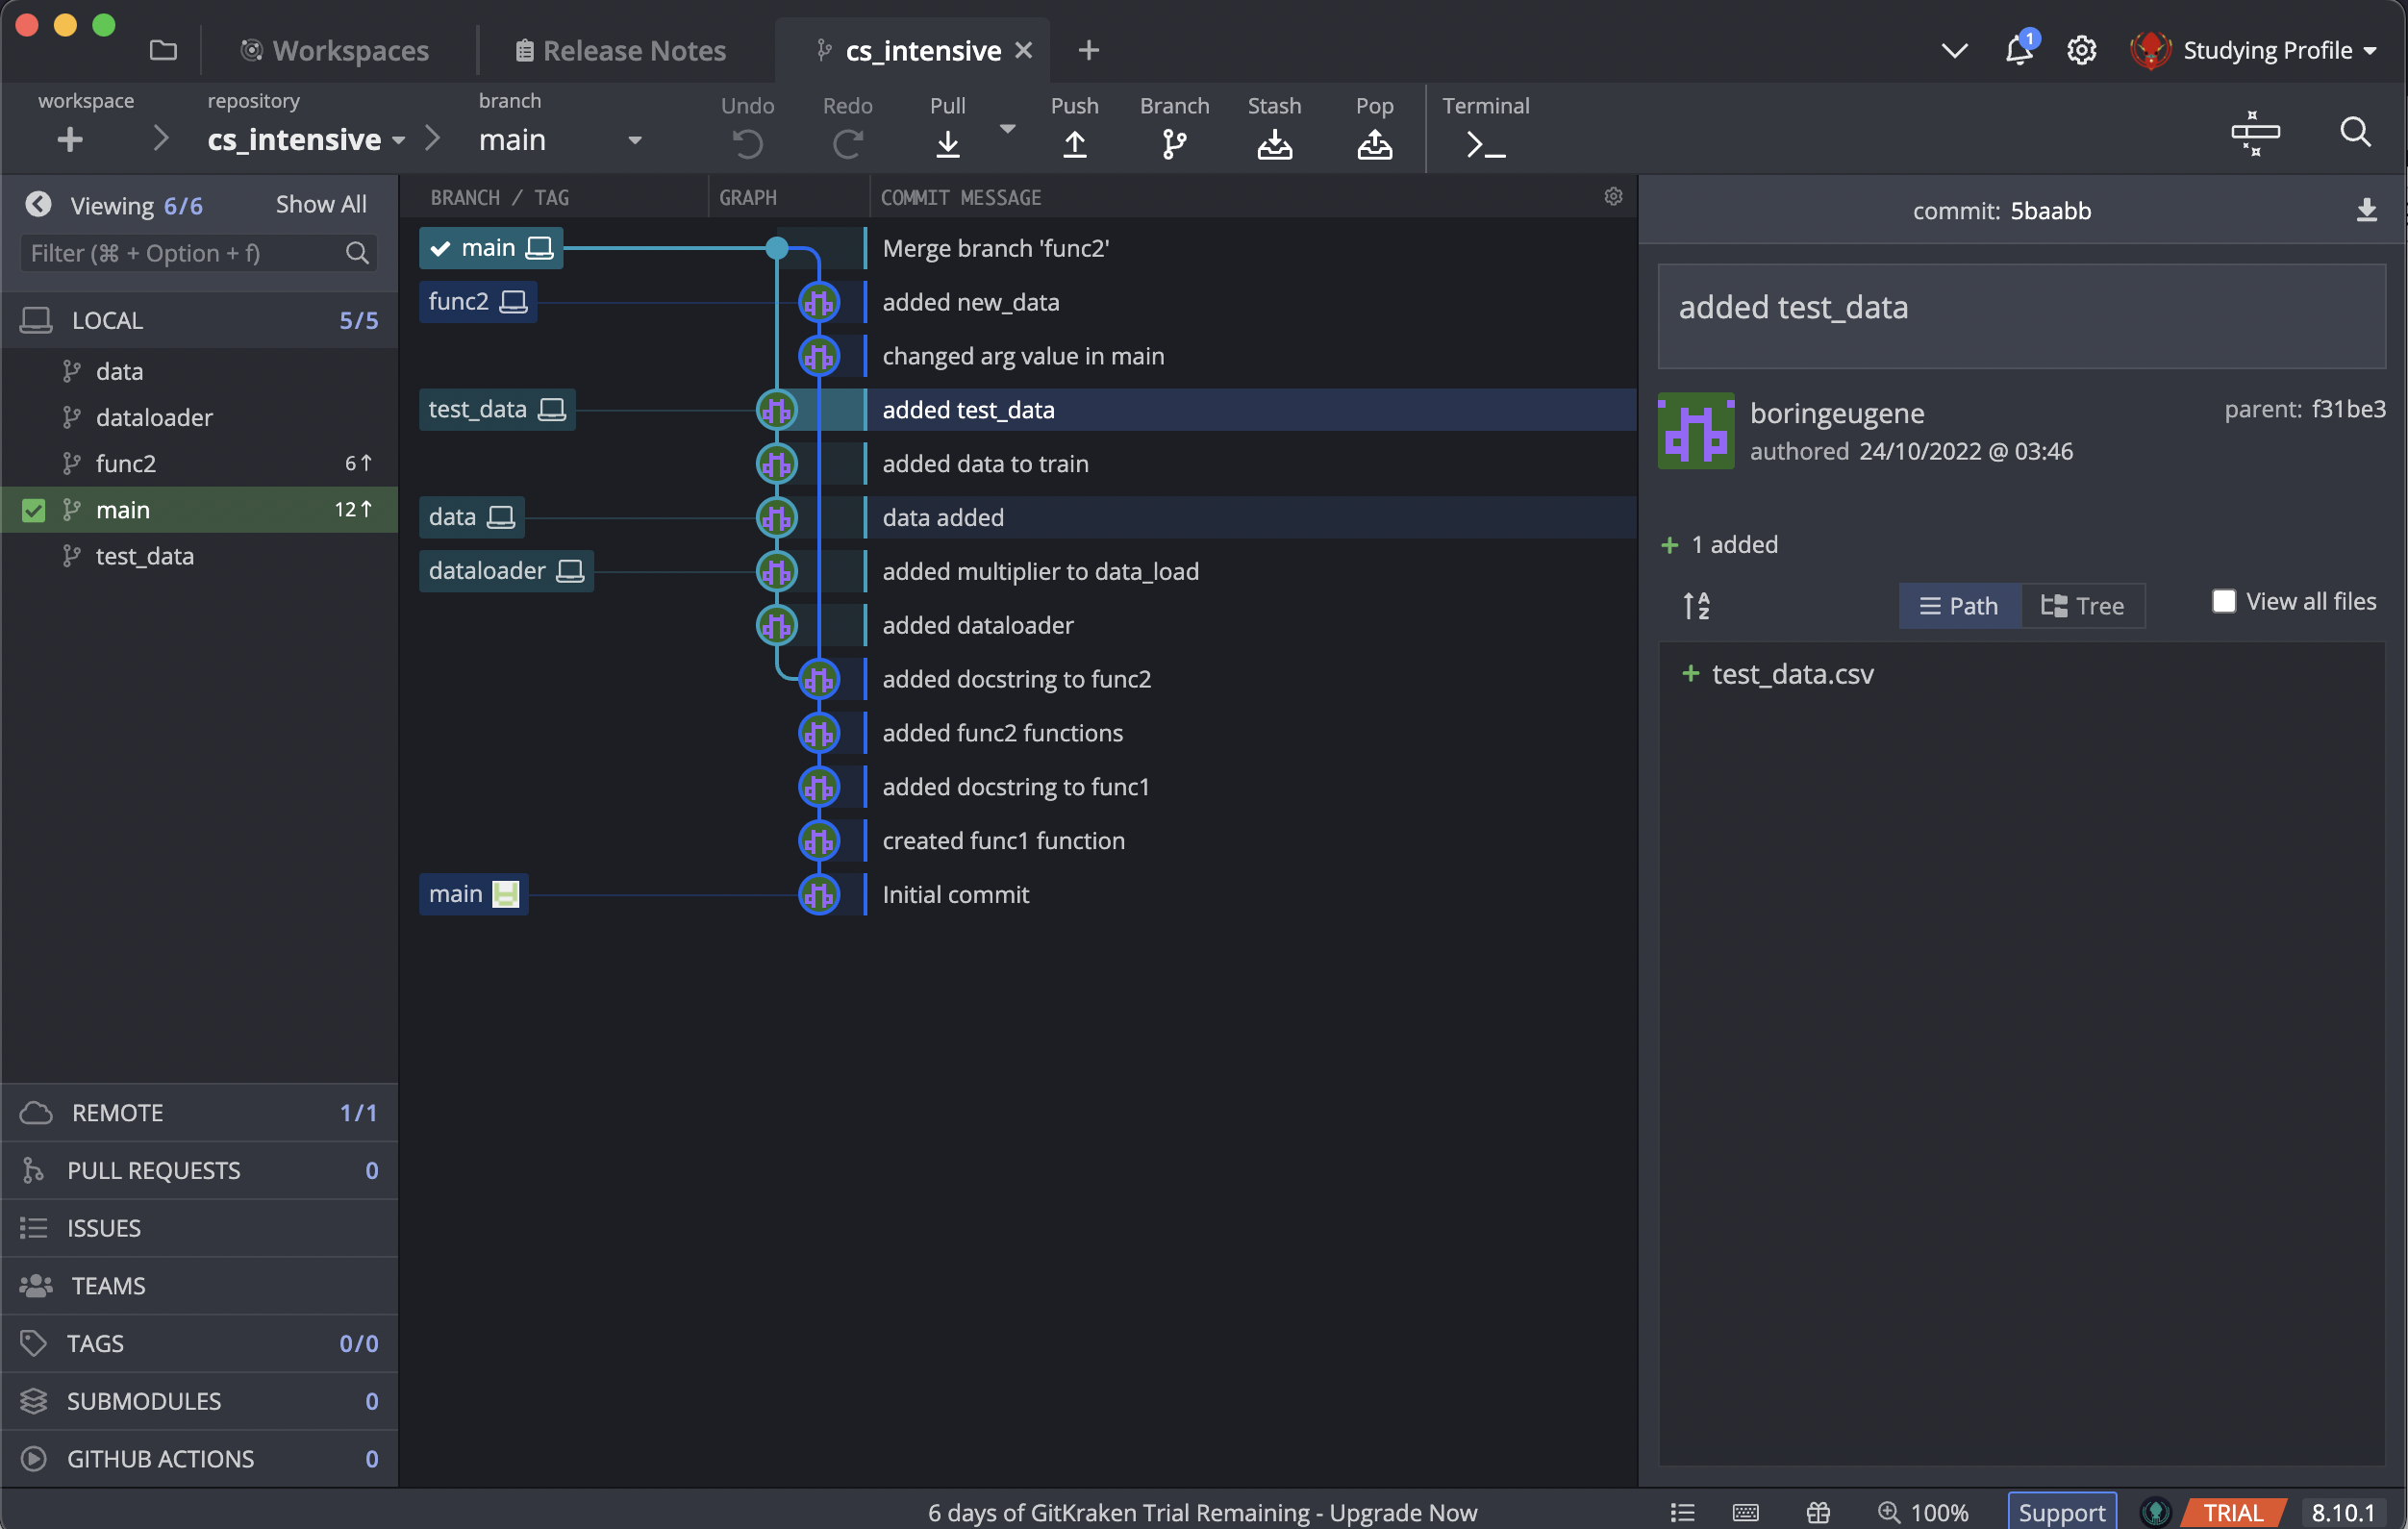 Workspaces
Release Notes
cs_intensive
1
Studying Profile
workspace
repository
branch
cs_intensive
main
Undo
Redo
Pull
Push
Branch
Stash
Pop
Terminal
Viewing 6/6
Show All
Filter (⌘ + Option + f)
LOCAL 5/5
data
dataloader
func2 6↑
main 12↑
test_data
REMOTE 1/1
PULL REQUESTS 0
ISSUES
TEAMS
TAGS 0/0
SUBMODULES 0
GITHUB ACTIONS 0
BRANCH / TAG GRAPH COMMIT MESSAGE
main Merge branch 'func2'
func2 added new_data
changed arg value in main
test_data added test_data
added data to train
data data added
dataloader added multiplier to data_load
added dataloader
added docstring to func2
added func2 functions
added docstring to func1
created func1 function
main Initial commit
commit: 5baabb
added test_data
boringeugene
parent: f31be3
authored 24/10/2022 @ 03:46
+ 1 added
A
Z
Path
Tree
View all files
+ test_data.csv
6 days of GitKraken Trial Remaining - Upgrade Now
100%
Support
TRIAL
8.10.1